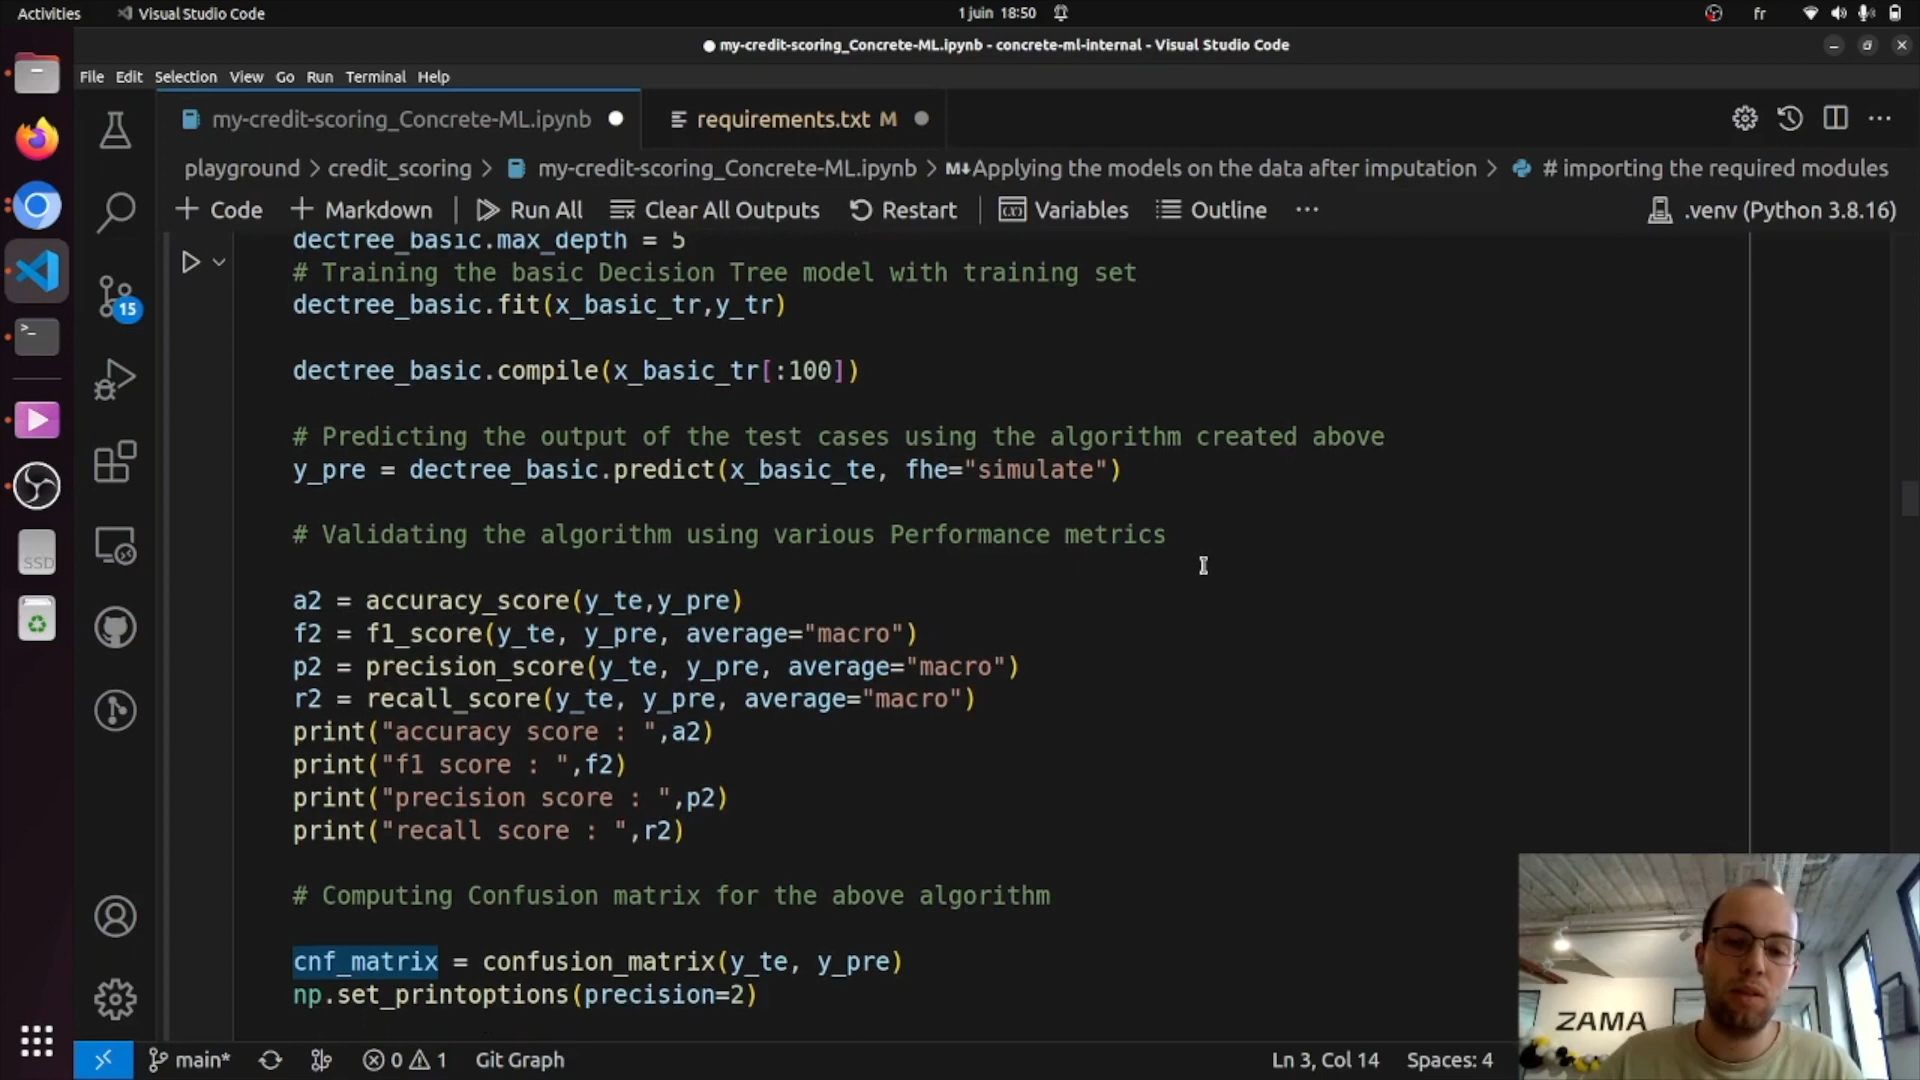 Activities
Visual Studio Code
1 juin 18:50
fr
my-credit-scoring_Concrete-ML.ipynb - concrete-ml-internal - Visual Studio Code
File Edit Selection View Go Run Terminal Help
my-credit-scoring_Concrete-ML.ipynb
requirements.txt M
playground > credit_scoring > my-credit-scoring_Concrete-ML.ipynb > M↓Applying the models on the data after imputation > # importing the required modules
+ Code + Markdown | Run All Clear All Outputs Restart | Variables Outline ...
.venv (Python 3.8.16)
dectree_basic.max_depth = 5
# Training the basic Decision Tree model with training set
dectree_basic.fit(x_basic_tr,y_tr)
dectree_basic.compile(x_basic_tr[:100])
# Predicting the output of the test cases using the algorithm created above
y_pre = dectree_basic.predict(x_basic_te, fhe="simulate")
# Validating the algorithm using various Performance metrics
a2 = accuracy_score(y_te,y_pre)
f2 = f1_score(y_te, y_pre, average="macro")
p2 = precision_score(y_te, y_pre, average="macro")
r2 = recall_score(y_te, y_pre, average="macro")
print("accuracy score : ",a2)
print("f1 score : ",f2)
print("precision score : ",p2)
print("recall score : ",r2)
# Computing Confusion matrix for the above algorithm
cnf_matrix = confusion_matrix(y_te, y_pre)
np.set_printoptions(precision=2)
15
SSD
ZAMA
main* 0 1 Git Graph
Ln 3, Col 14 Spaces: 4